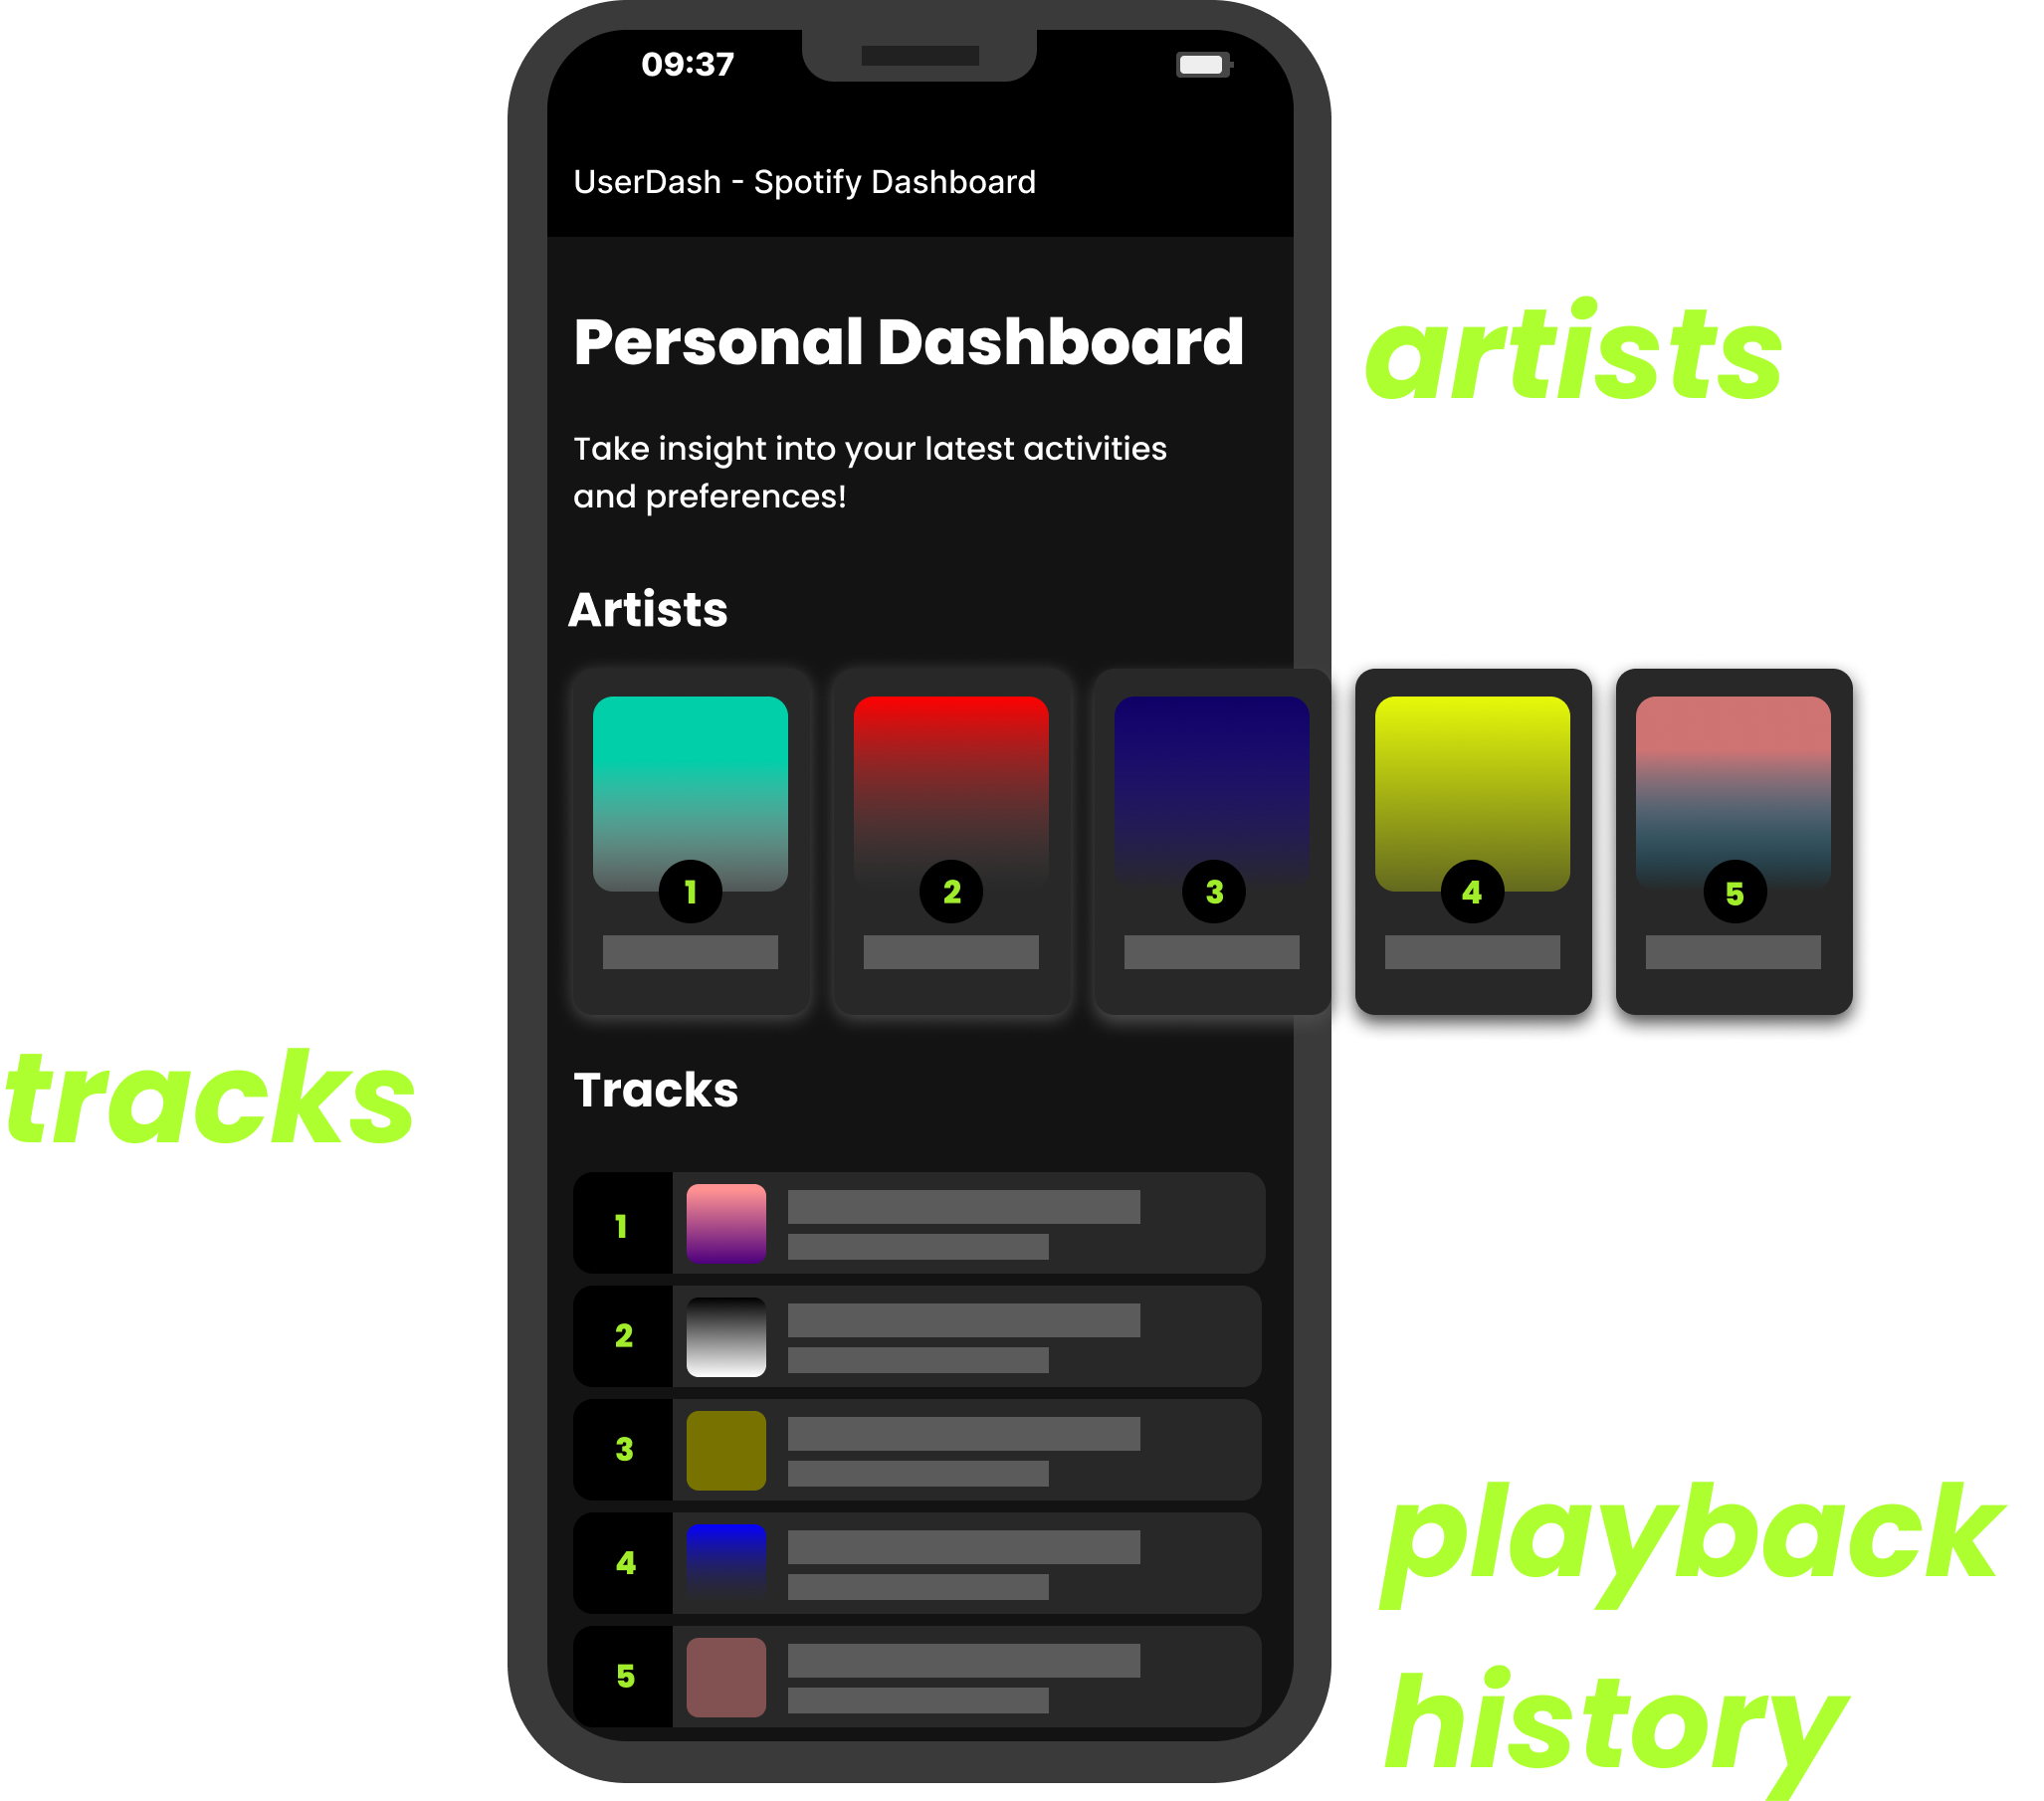 09:37
UserDash - Spotify Dashboard
Personal Dashboard
artists
Take insight into your latest activities
and preferences!
Artists
1
2
3
4
5
tracks
Tracks
1
2
3
4
5
playback
history